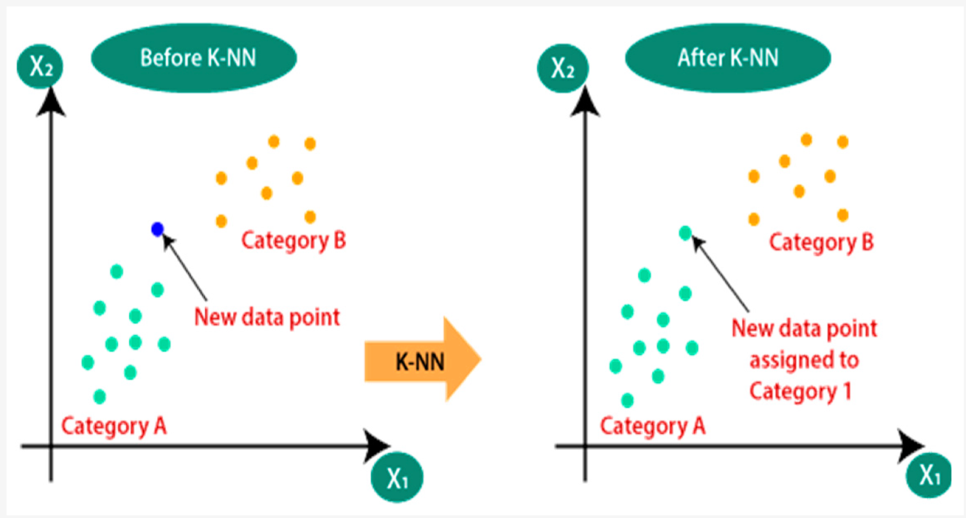 Before K-NN
X₂
Category B
New data point
Category A
X₁
K-NN
After K-NN
X₂
Category B
New data point
assigned to
Category 1
Category A
X₁